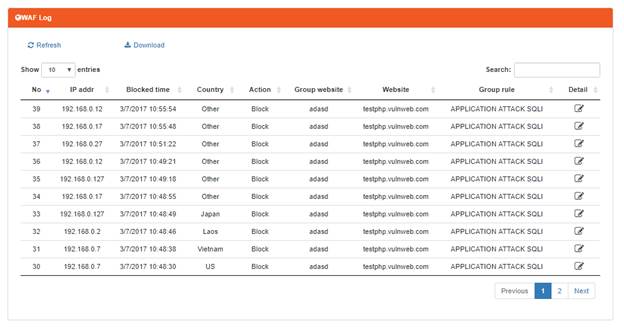 WAF Log
Refresh Download
Show 10 entries Search:
No IP addr Blocked time Country Action Group website Website Group rule Detail
39 192.168.0.12 3/7/2017 10:55:54 Other Block adasd testphp.vulnweb.com APPLICATION ATTACK SQLI
38 192.168.0.17 3/7/2017 10:55:48 Other Block adasd testphp.vulnweb.com APPLICATION ATTACK SQLI
37 192.168.0.27 3/7/2017 10:51:22 Other Block adasd testphp.vulnweb.com APPLICATION ATTACK SQLI
36 192.168.0.12 3/7/2017 10:49:21 Other Block adasd testphp.vulnweb.com APPLICATION ATTACK SQLI
35 192.168.0.127 3/7/2017 10:49:18 Other Block adasd testphp.vulnweb.com APPLICATION ATTACK SQLI
34 192.168.0.17 3/7/2017 10:48:55 Other Block adasd testphp.vulnweb.com APPLICATION ATTACK SQLI
33 192.168.0.127 3/7/2017 10:48:49 Japan Block adasd testphp.vulnweb.com APPLICATION ATTACK SQLI
32 192.168.0.2 3/7/2017 10:48:46 Laos Block adasd testphp.vulnweb.com APPLICATION ATTACK SQLI
31 192.168.0.7 3/7/2017 10:48:38 Vietnam Block adasd testphp.vulnweb.com APPLICATION ATTACK SQLI
30 192.168.0.7 3/7/2017 10:48:30 US Block adasd testphp.vulnweb.com APPLICATION ATTACK SQLI
Previous 1 2 Next